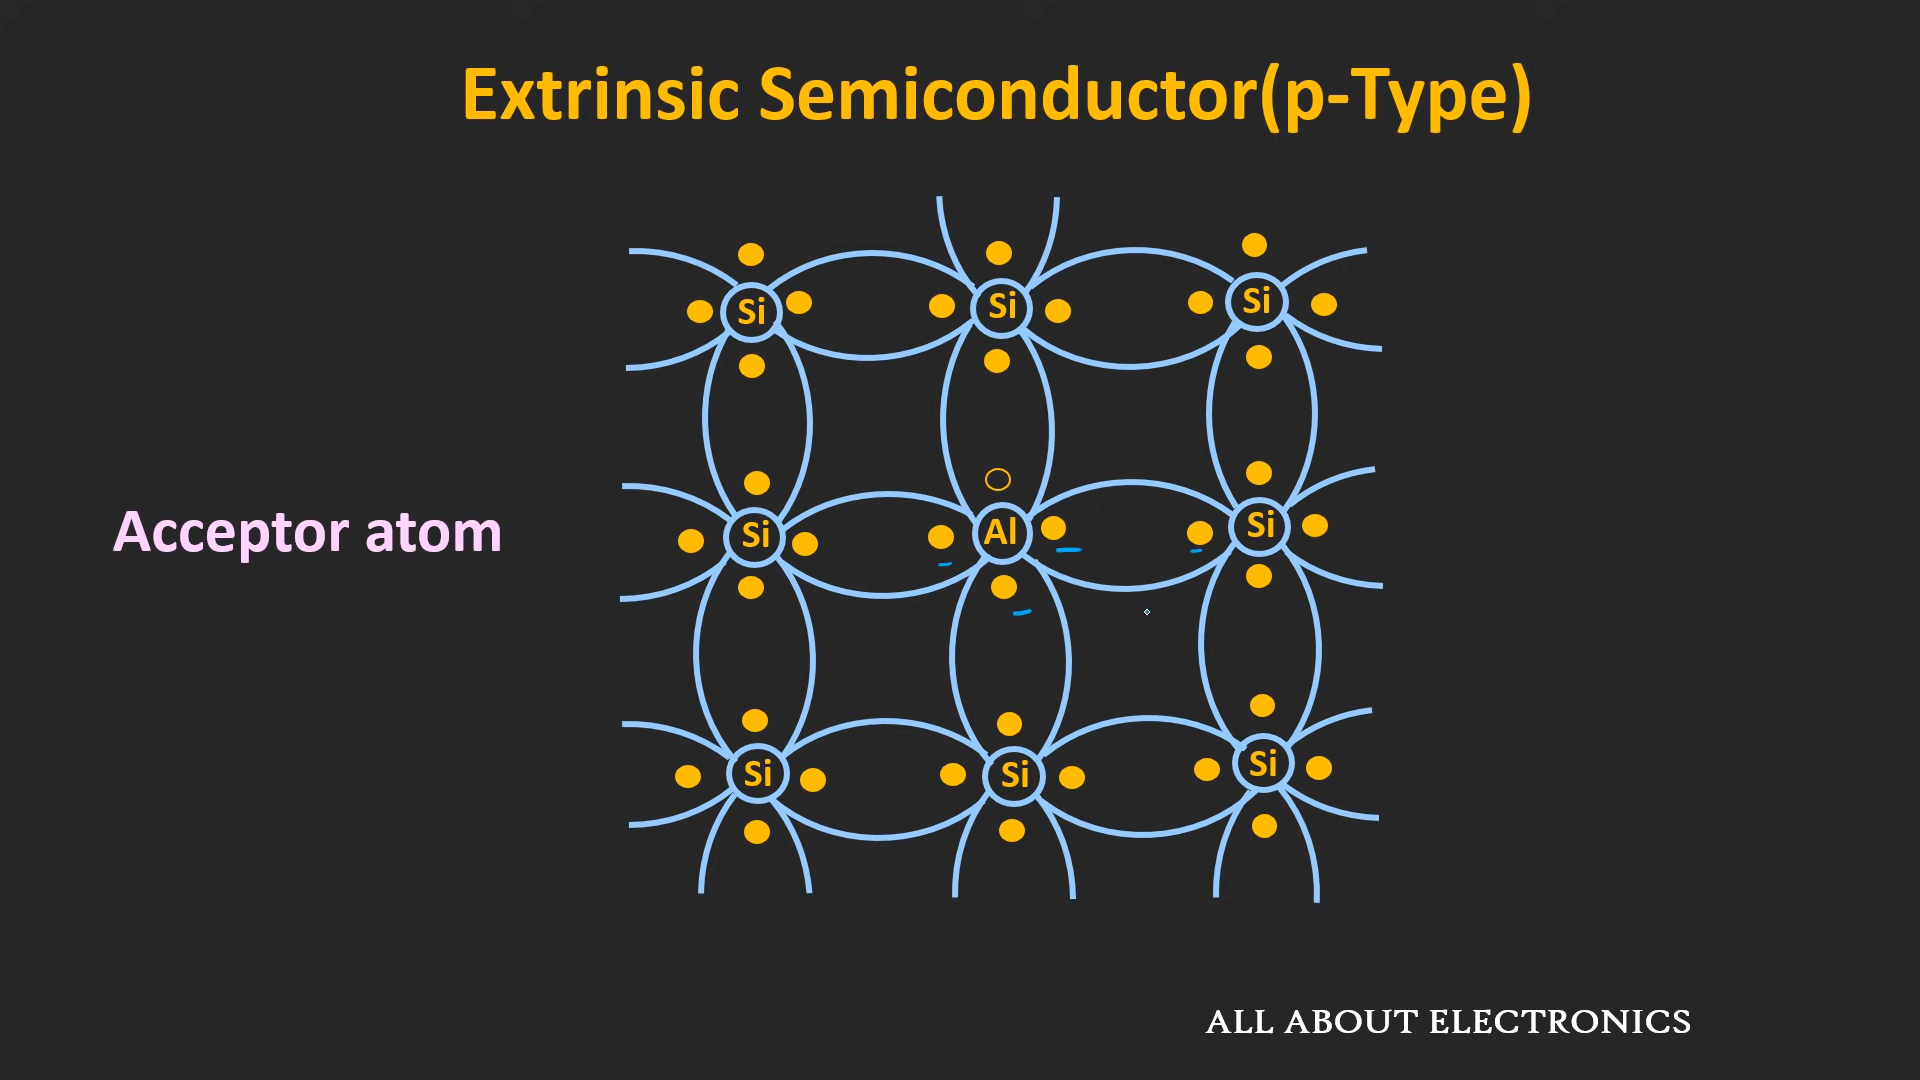 Extrinsic Semiconductor(p-Type)
Si Si Si
Acceptor atom
Si Al Si
Si Si Si
ALL ABOUT ELECTRONICS